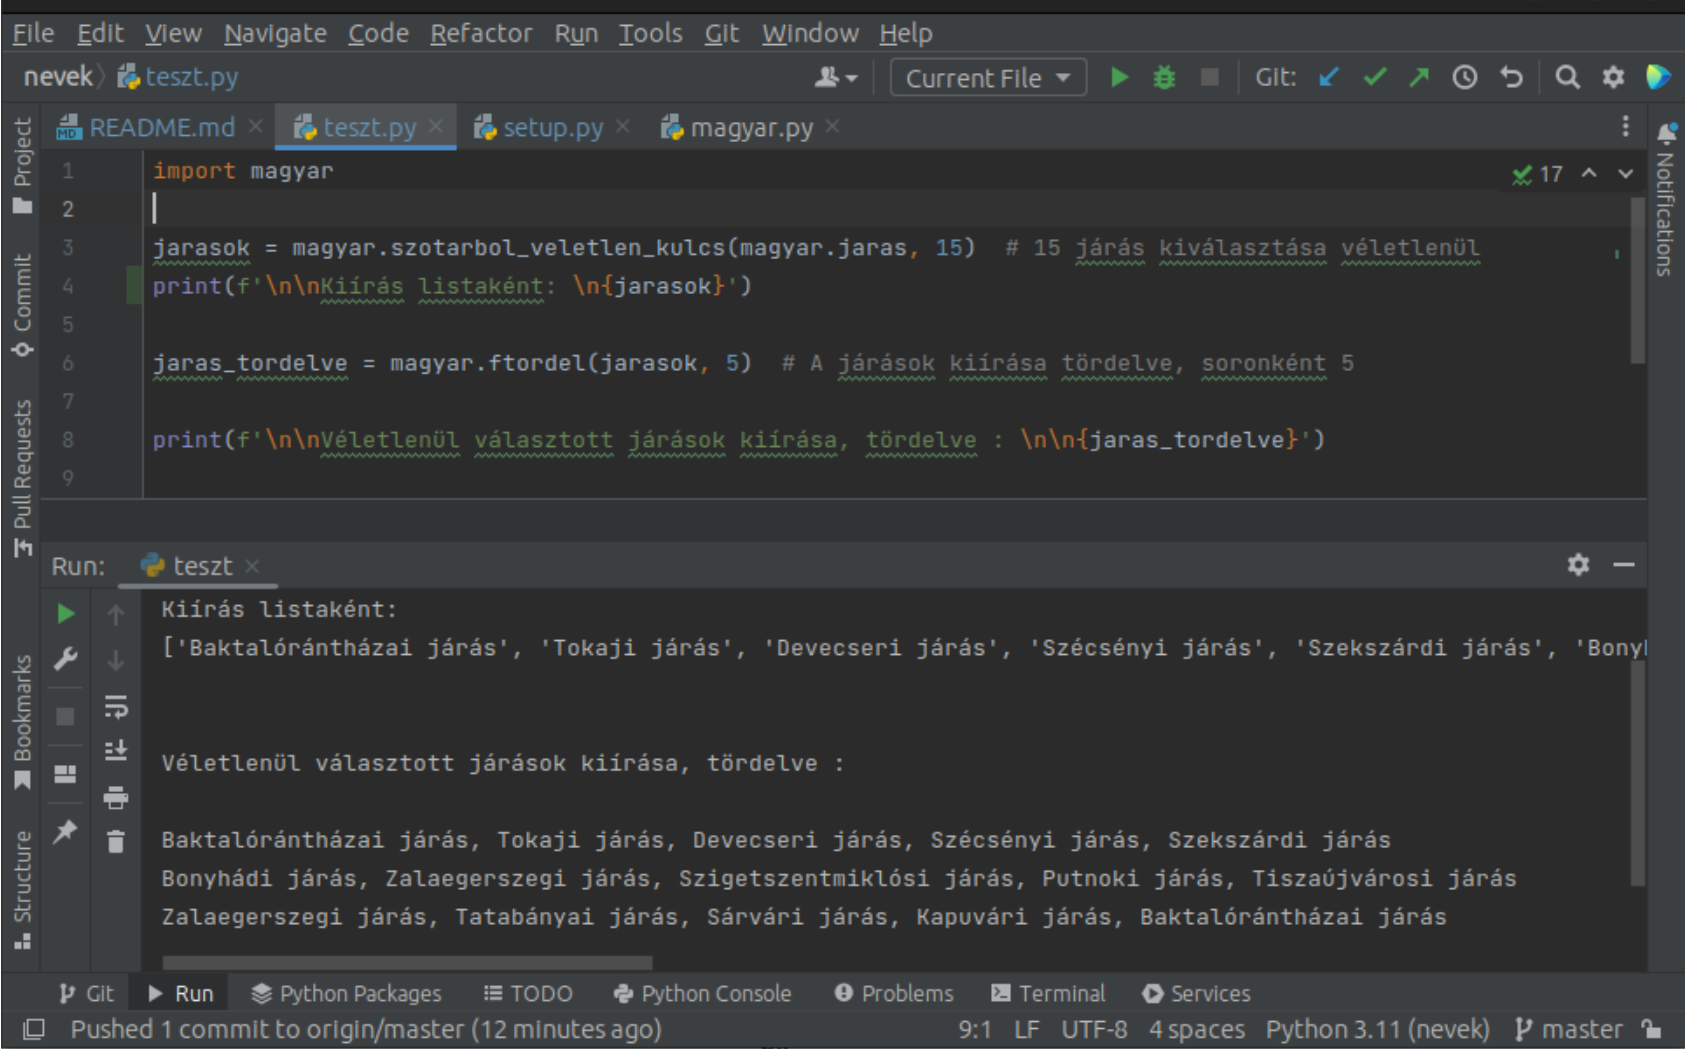 File Edit View Navigate Code Refactor Run Tools Git Window Help
nevek teszt.py Current File Git:
README.md teszt.py setup.py magyar.py
Project
Commit
Pull Requests
Bookmarks
Structure
Notifications
17
1 import magyar
2
3 jarasok = magyar.szotarbol_veletlen_kulcs(magyar.jaras, 15)  # 15 járás kiválasztása véletlenül
4 print(f'\n\nKiírás listaként: \n{jarasok}')
5
6 jaras_tordelve = magyar.ftordel(jarasok, 5)  # A járások kiírása tördelve, soronként 5
7
8 print(f'\n\nVéletlenül választott járások kiírása, tördelve : \n\n{jaras_tordelve}')
9
Run: teszt
Kiírás listaként:
['Baktalórántházai járás', 'Tokaji járás', 'Devecseri járás', 'Szécsényi járás', 'Szekszárdi járás', 'Bony
Véletlenül választott járások kiírása, tördelve :
Baktalórántházai járás, Tokaji járás, Devecseri járás, Szécsényi járás, Szekszárdi járás
Bonyhádi járás, Zalaegerszegi járás, Szigetszentmiklósi járás, Putnoki járás, Tiszaújvárosi járás
Zalaegerszegi járás, Tatabányai járás, Sárvári járás, Kapuvári járás, Baktalórántházai járás
Git Run Python Packages TODO Python Console Problems Terminal Services
Pushed 1 commit to origin/master (12 minutes ago) 9:1 LF UTF-8 4 spaces Python 3.11 (nevek) master